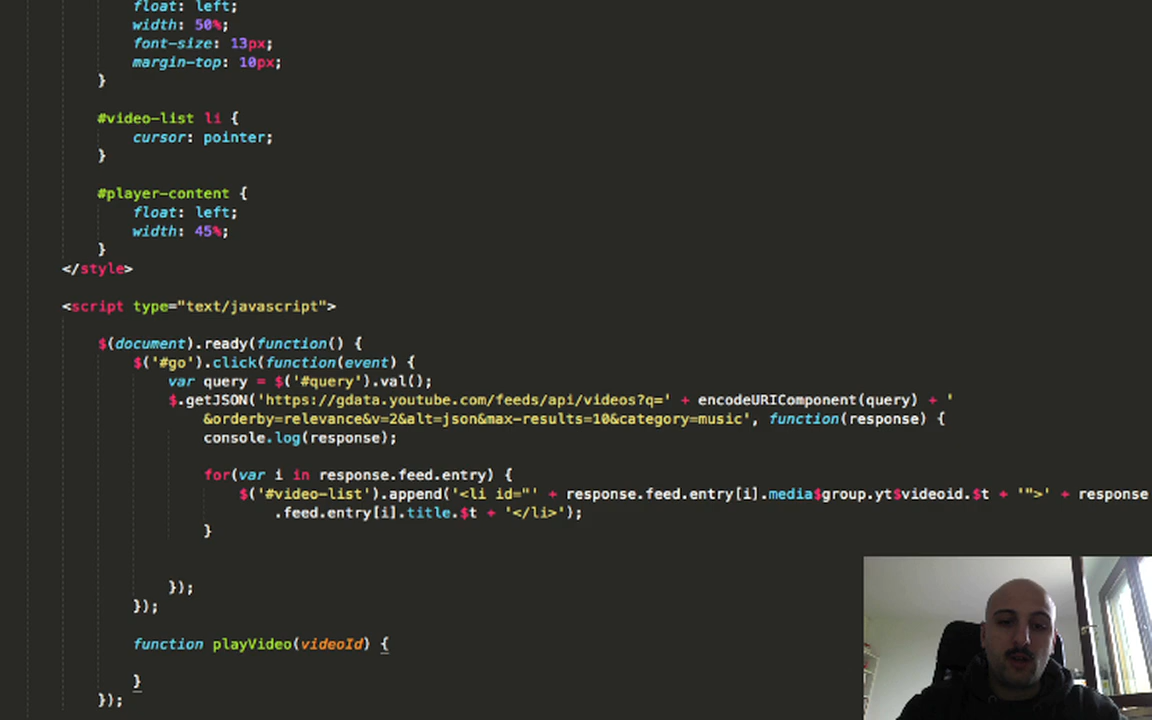 float: left;
width: 50%;
font-size: 13px;
margin-top: 10px;
}
#video-list li {
cursor: pointer;
}
#player-content {
float: left;
width: 45%;
}
</style>
<script type="text/javascript">
$(document).ready(function() {
$('#go').click(function(event) {
var query = $('#query').val();
$.getJSON('https://gdata.youtube.com/feeds/api/videos?q=' + encodeURIComponent(query) + '
&orderby=relevance&v=2&alt=json&max-results=10&category=music', function(response) {
console.log(response);
for(var i in response.feed.entry) {
$('#video-list').append('<li id="' + response.feed.entry[i].media$group.yt$videoid.$t + '">' + response
.feed.entry[i].title.$t + '</li>');
}
});
});
function playVideo(videoId) {
}
});